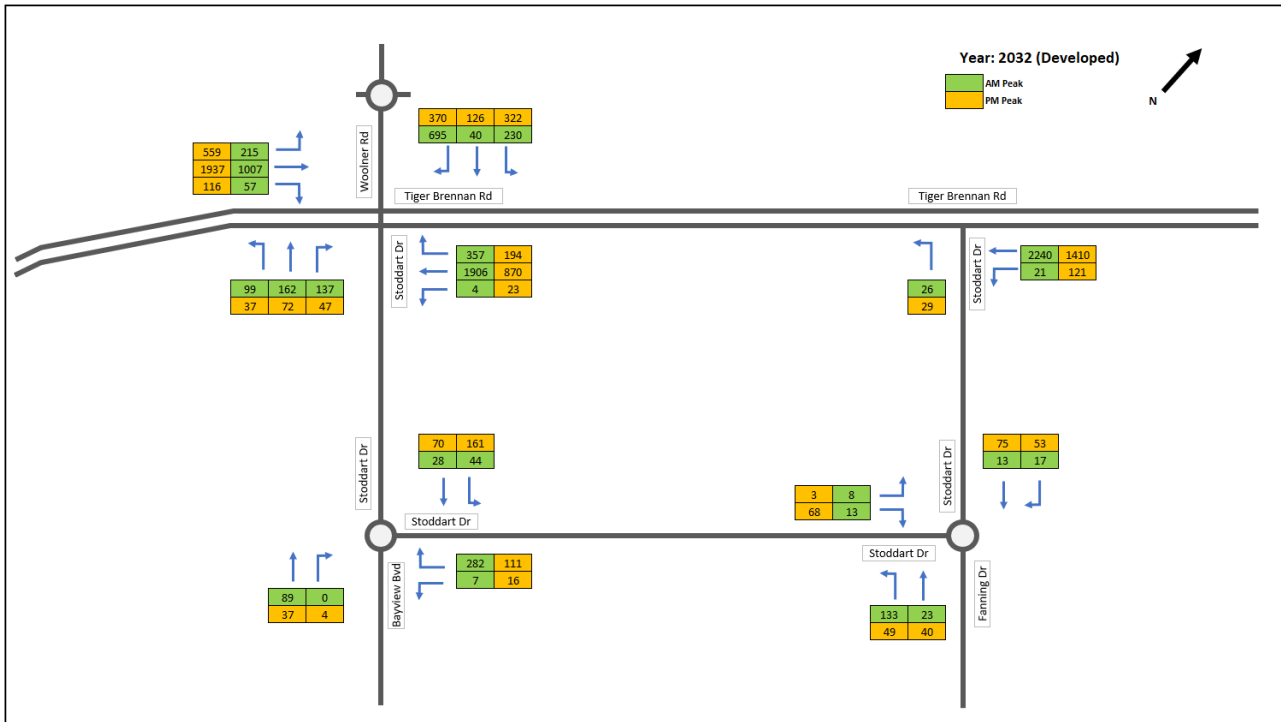 Year: 2032 (Developed)
AM Peak
PM Peak
N
370 126 322
695 40 230
Woolner Rd
559 215
1937 1007
116 57
Tiger Brennan Rd
Tiger Brennan Rd
Stoddart Dr
357 194
1906 870
4 23
99 162 137
37 72 47
26
29
Stoddart Dr
2240 1410
21 121
Stoddart Dr
70 161
28 44
Stoddart Dr
3 8
68 13
Stoddart Dr
75 53
13 17
Stoddart Dr
89 0
37 4
Bayview Bvd
282 111
7 16
133 23
49 40
Fanning Dr